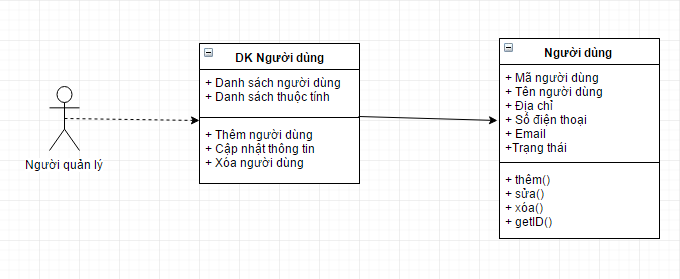 Người quản lý
DK Người dùng
+ Danh sách người dùng
+ Danh sách thuộc tính
+ Thêm người dùng
+ Cập nhật thông tin
+ Xóa người dùng
Người dùng
+ Mã người dùng
+ Tên người dùng
+ Địa chỉ
+ Số điện thoại
+ Email
+Trạng thái
+ thêm()
+ sửa()
+ xóa()
+ getID()